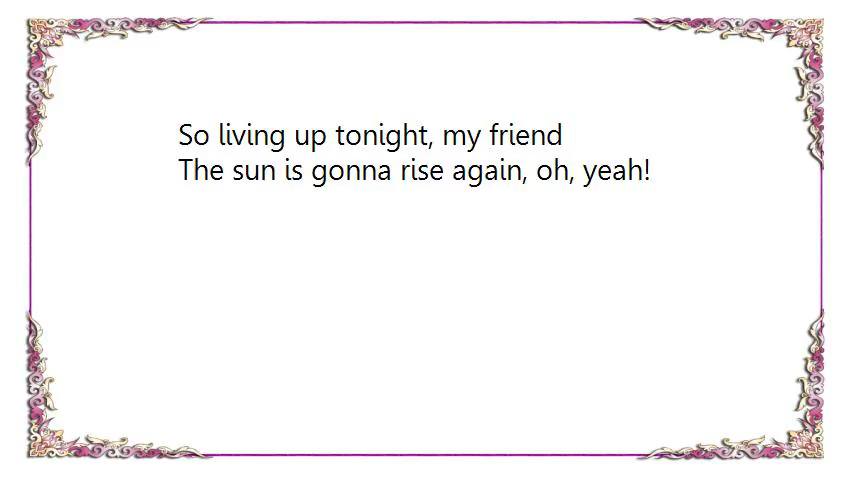 So living up tonight, my friend
The sun is gonna rise again, oh, yeah!